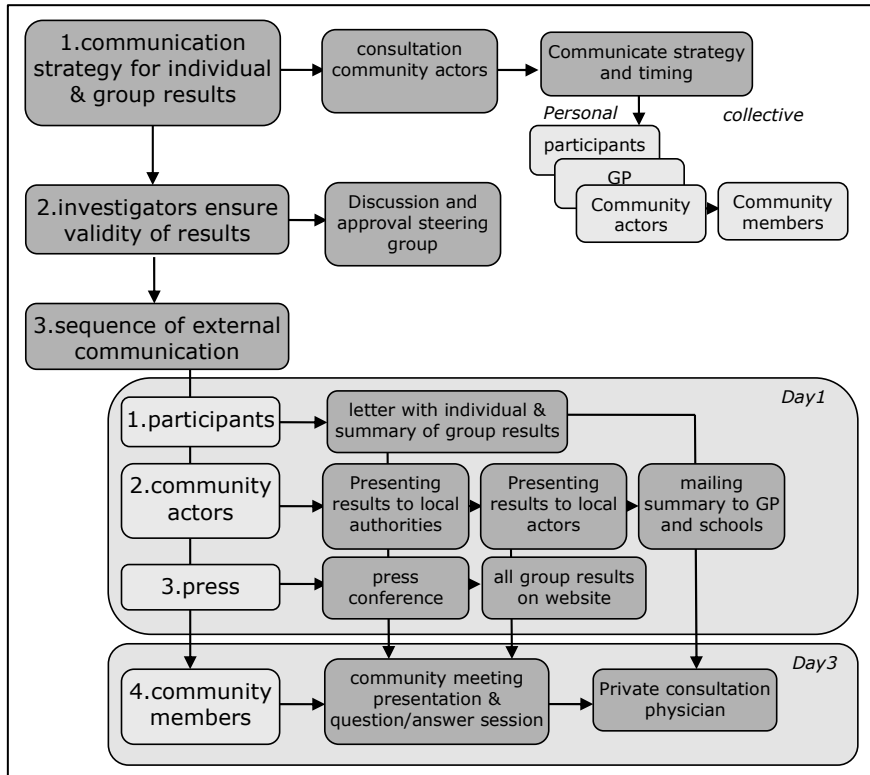 1.communication
strategy for individual
& group results
consultation
community actors
Communicate strategy
and timing
Personal
collective
participants
GP
Community
actors
Community
members
2.investigators ensure
validity of results
Discussion and
approval steering
group
3.sequence of external
communication
Day1
1.participants
letter with individual &
summary of group results
2.community
actors
Presenting
results to local
authorities
Presenting
results to local
actors
mailing
summary to GP
and schools
3.press
press
conference
all group results
on website
Day3
4.community
members
community meeting
presentation &
question/answer session
Private consultation
physician